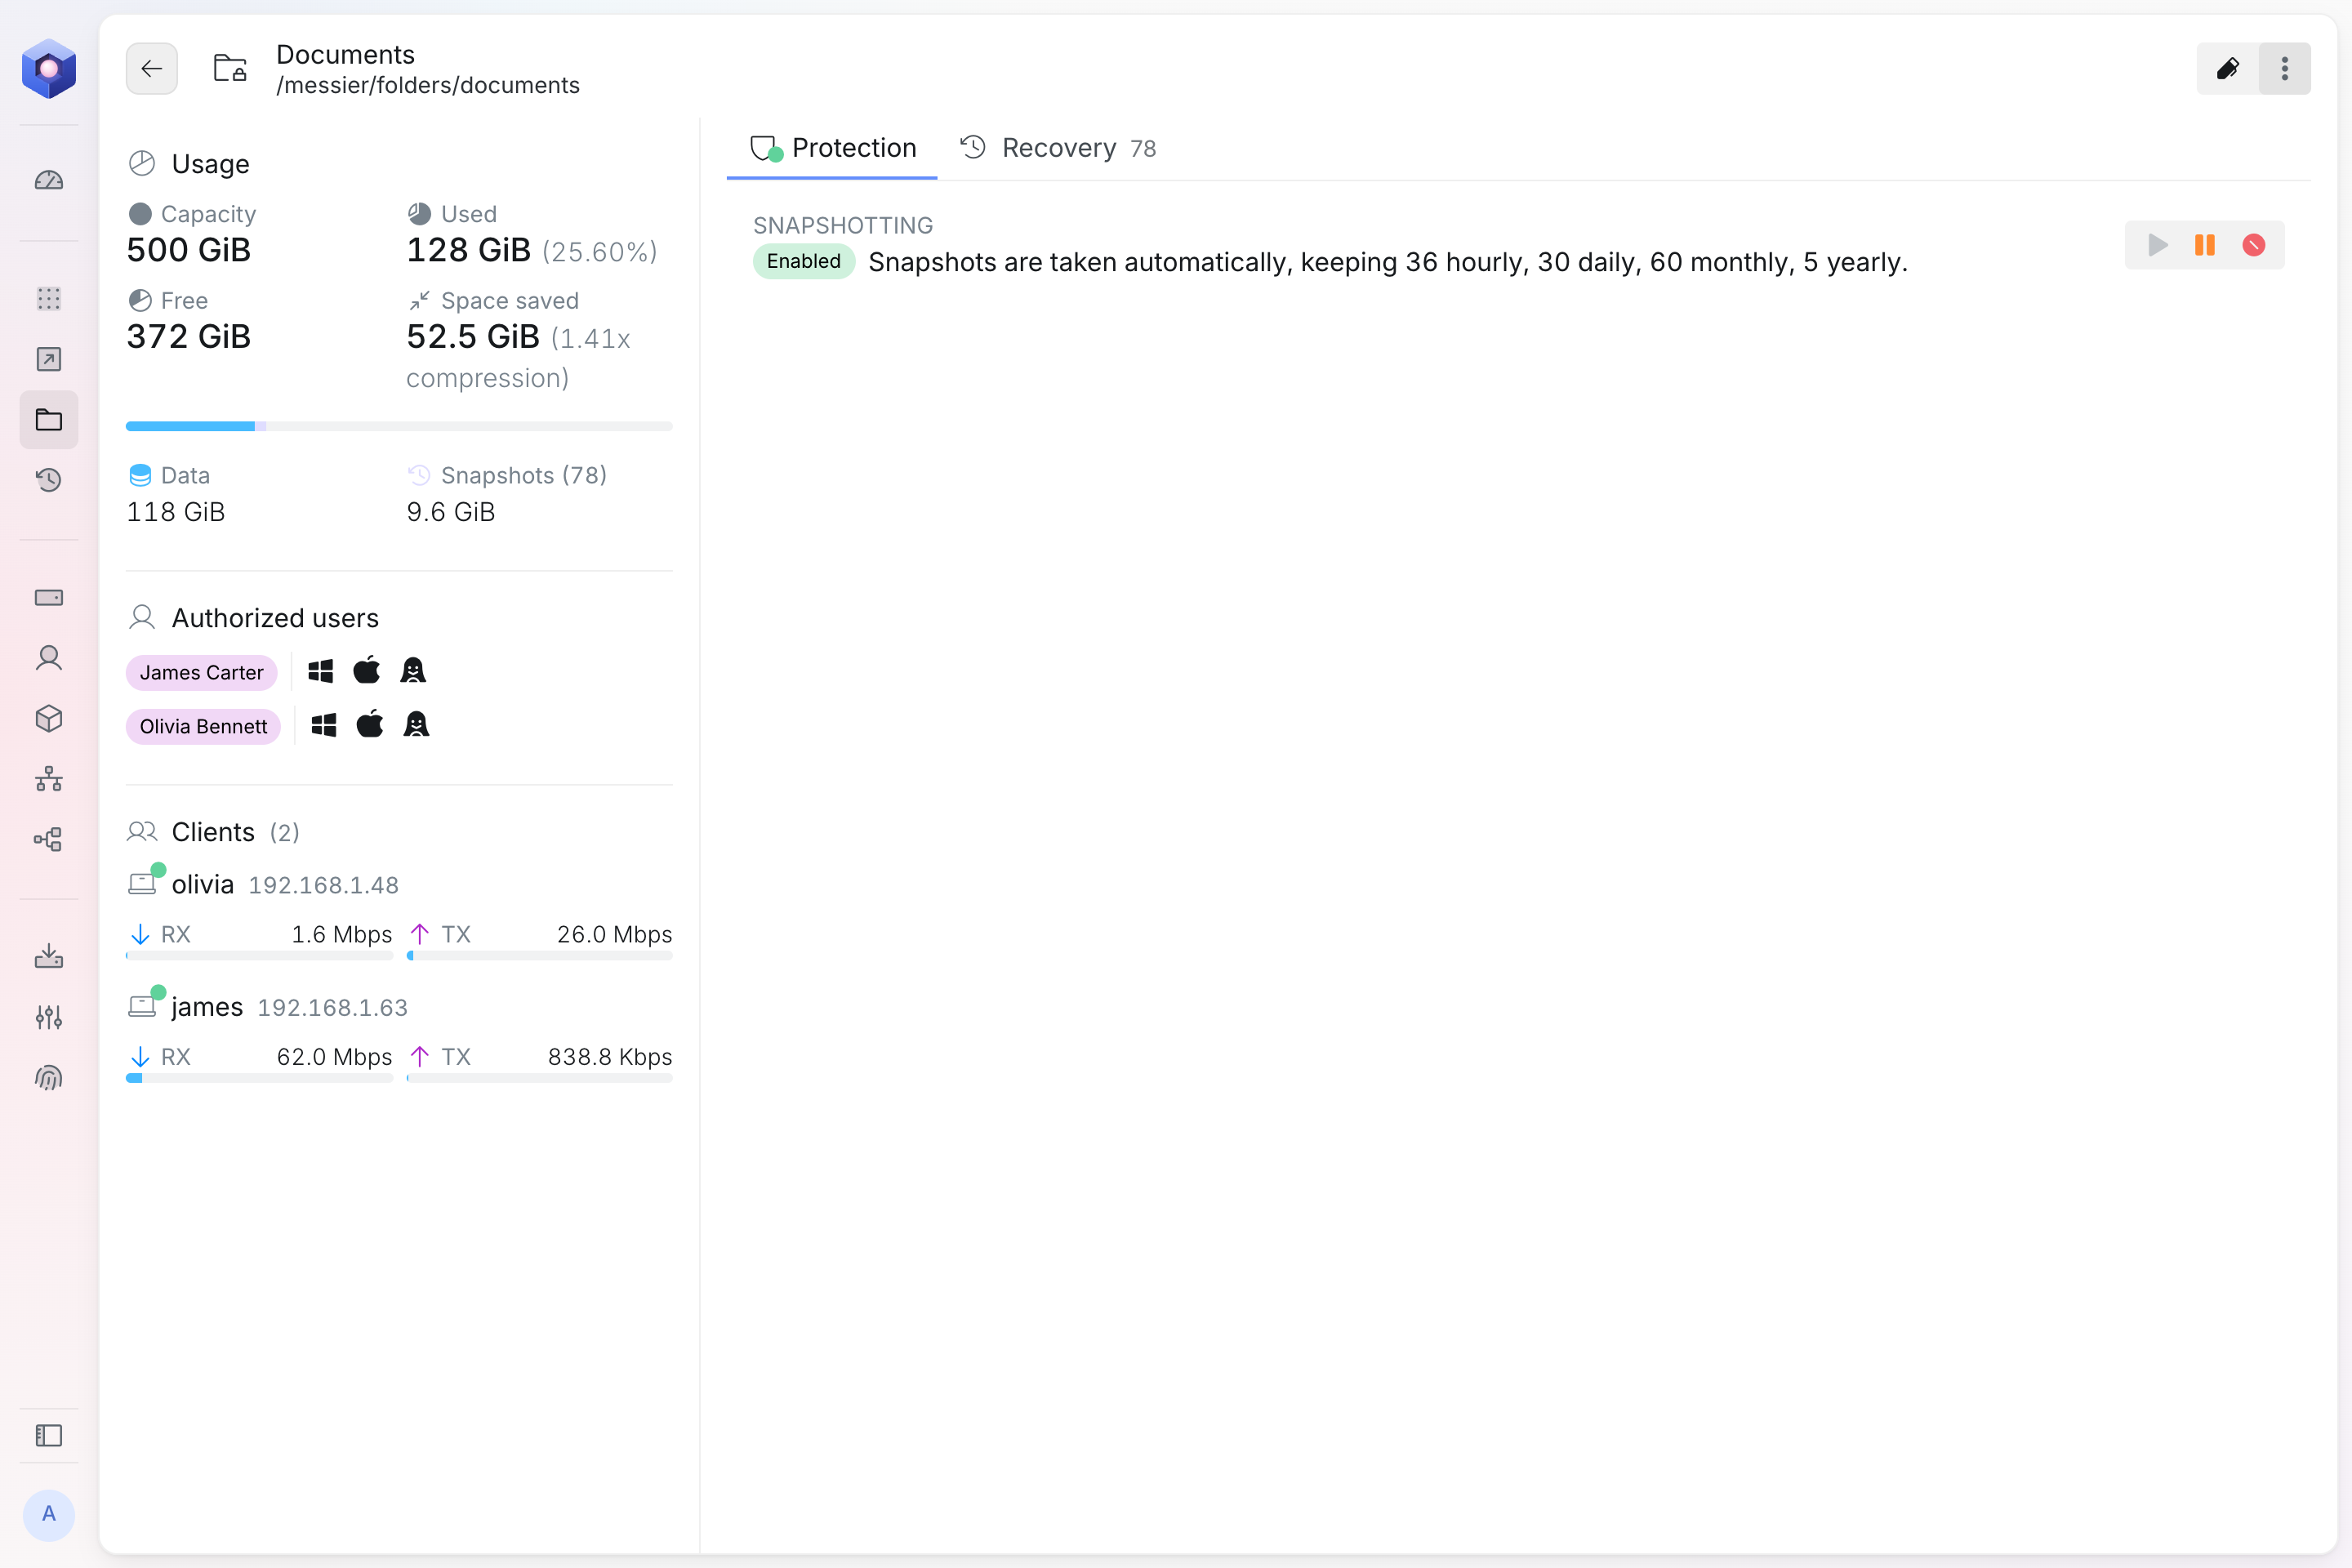 Documents
/messier/folders/documents
Usage
Capacity
500 GiB
Used
128 GiB (25.60%)
Free
372 GiB
Space saved
52.5 GiB (1.41x
compression)
Data
118 GiB
Snapshots (78)
9.6 GiB
Authorized users
James Carter
Olivia Bennett
Clients (2)
olivia 192.168.1.48
RX 1.6 Mbps TX 26.0 Mbps
james 192.168.1.63
RX 62.0 Mbps TX 838.8 Kbps
Protection Recovery 78
SNAPSHOTTING
Enabled Snapshots are taken automatically, keeping 36 hourly, 30 daily, 60 monthly, 5 yearly.
A